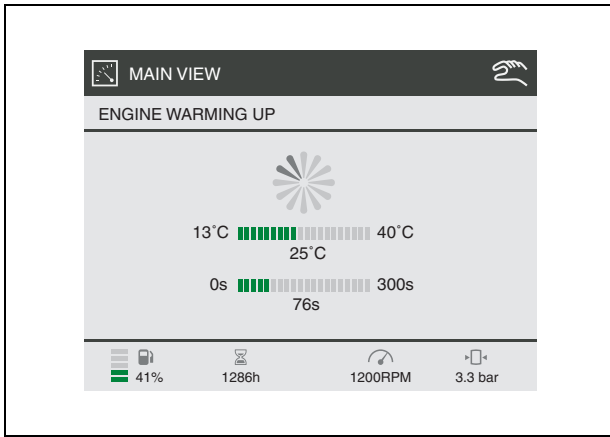 MAIN VIEW
ENGINE WARMING UP
13˚C 40˚C
25˚C
0s 300s
76s
41% 1286h 1200RPM 3.3 bar